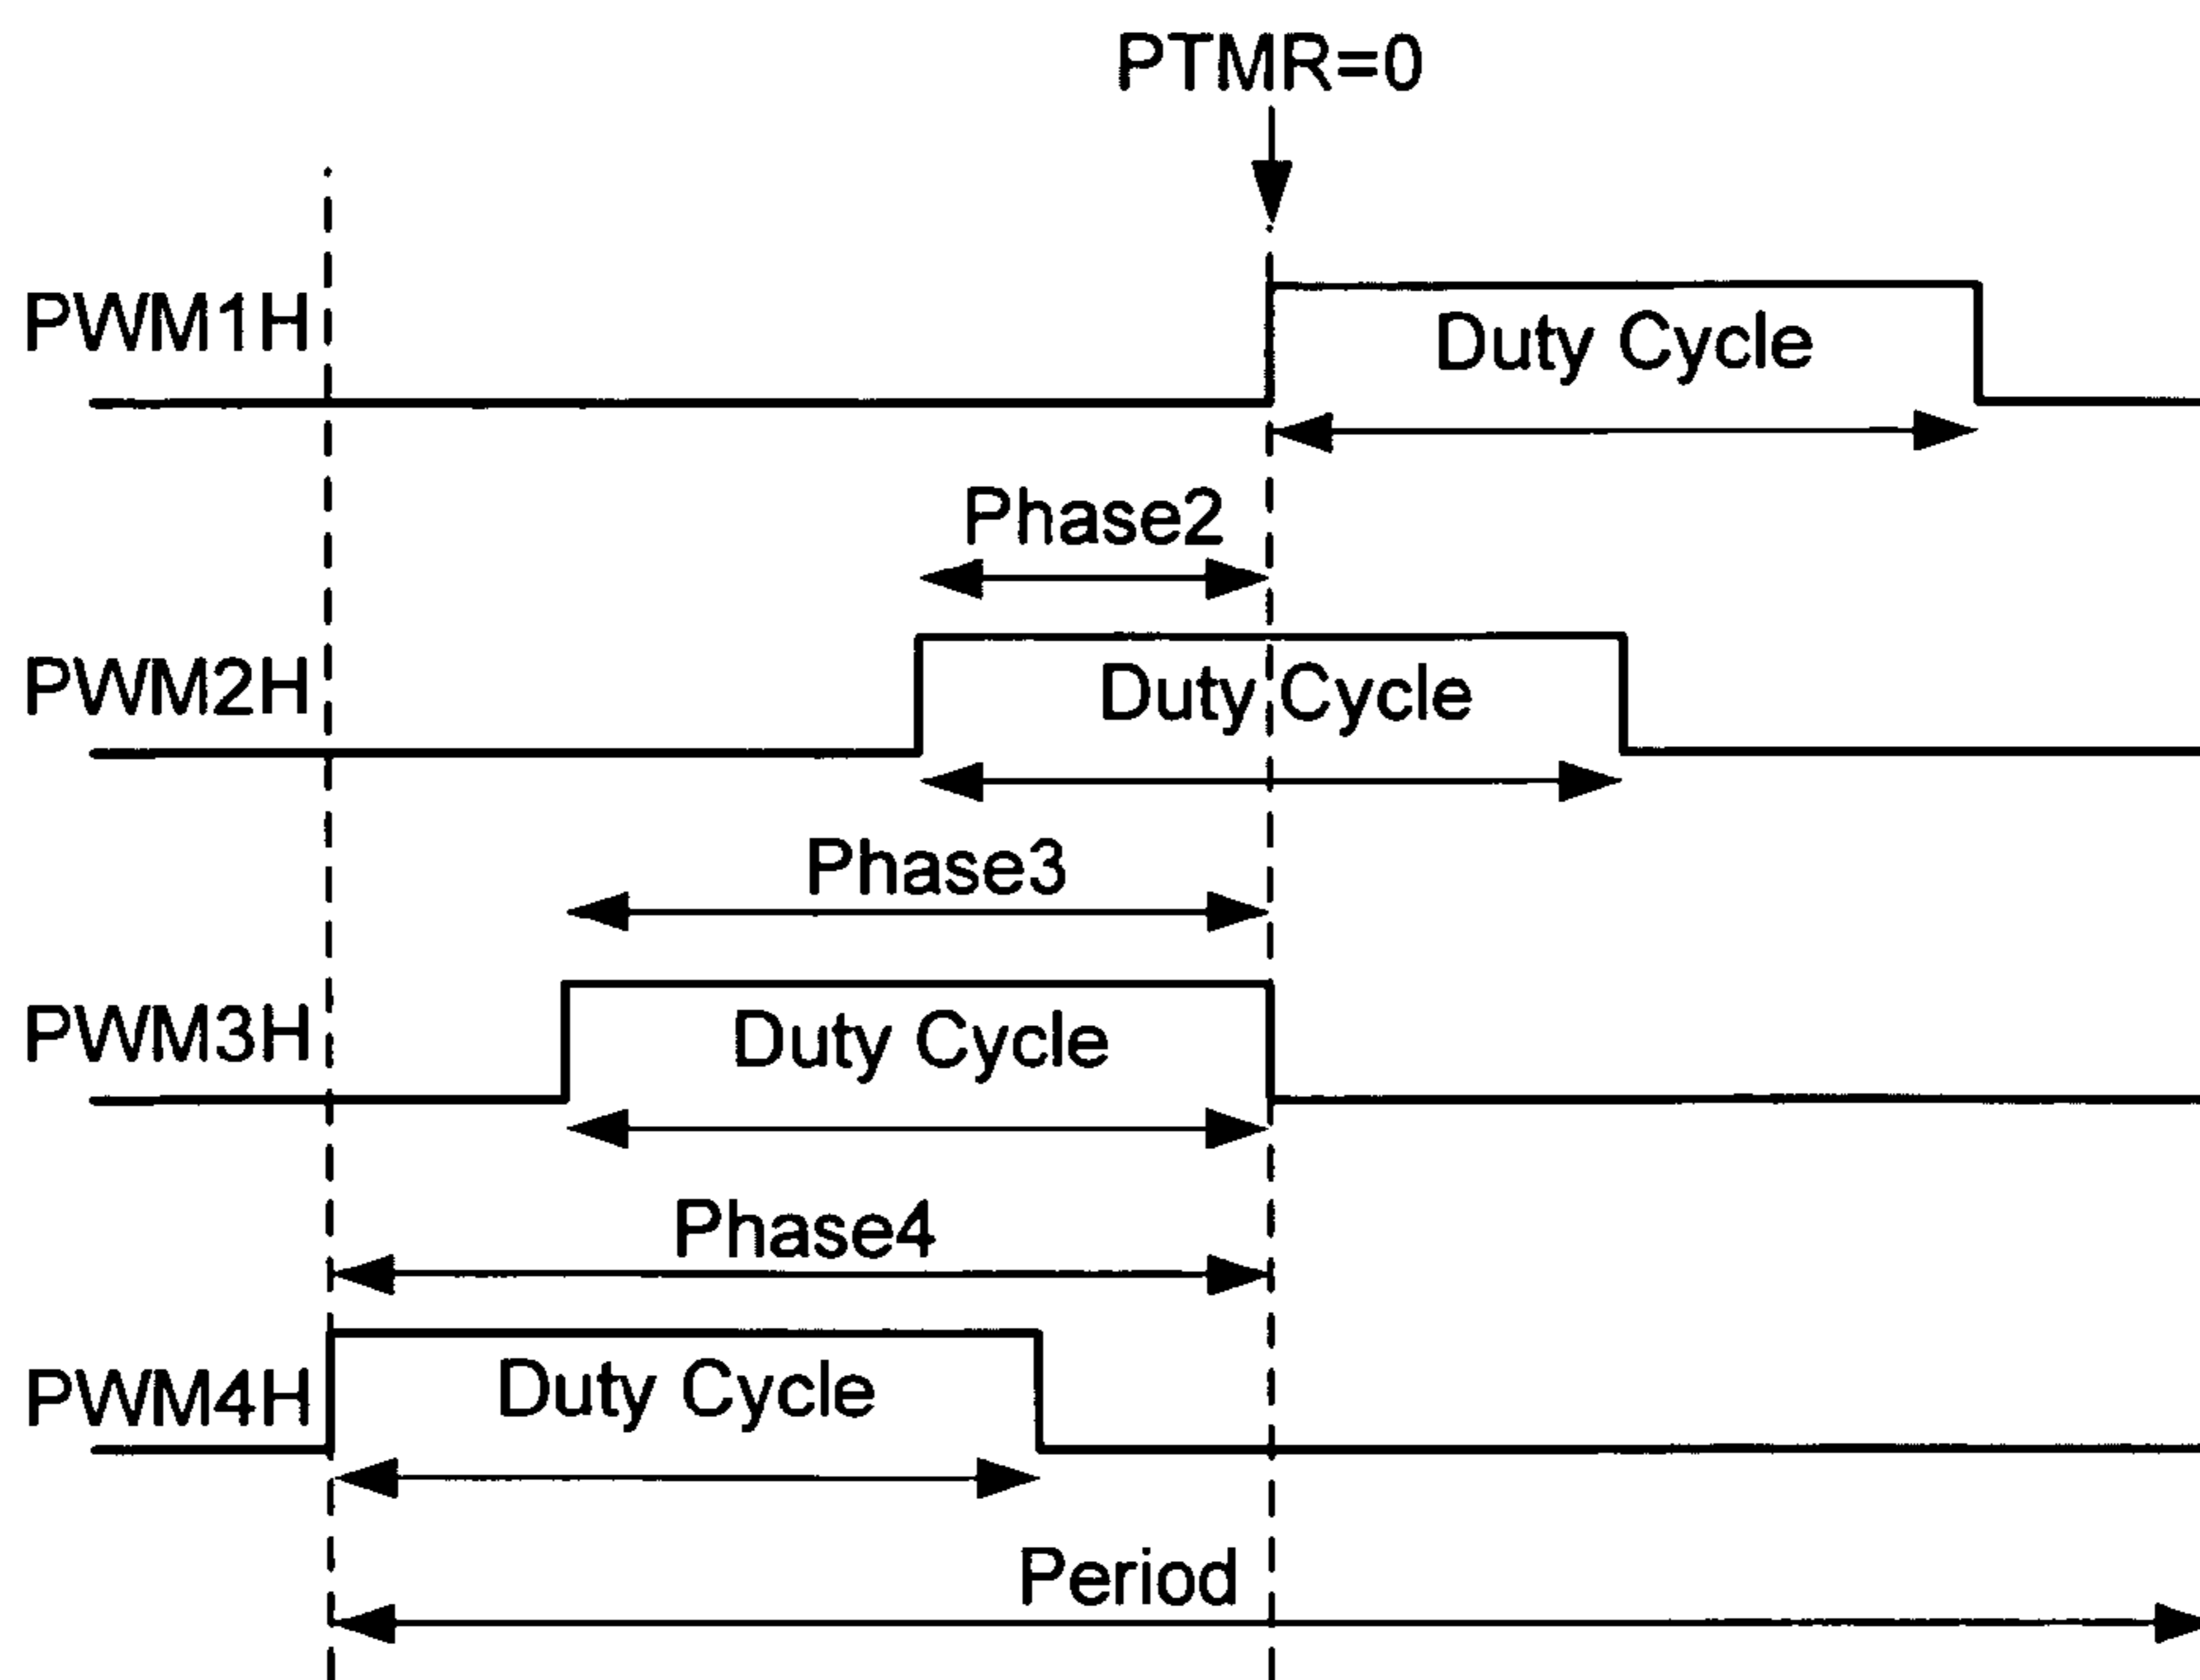 PTMR=0
PWM1H
Duty Cycle
Phase2
PWM2H
Duty Cycle
Phase3
PWM3H
Duty Cycle
Phase4
PWM4H
Duty Cycle
Period